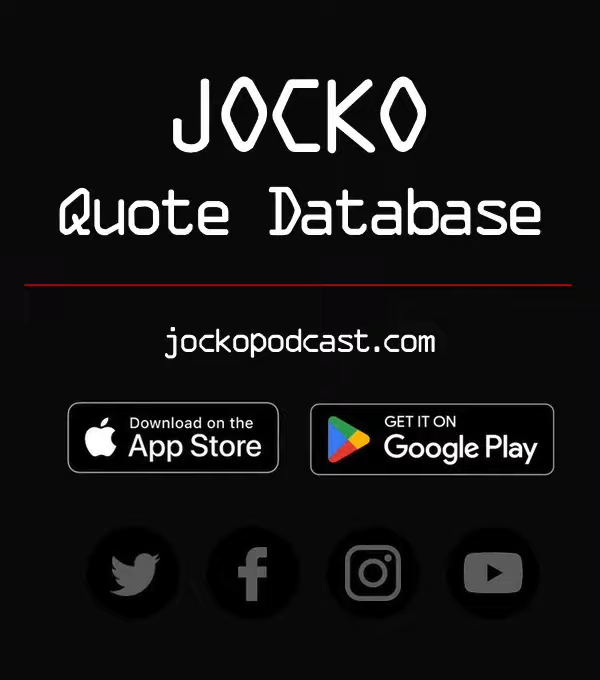 JOCKO
Quote Database
jockopodcast.com
Download on the
App Store
GET IT ON
Google Play